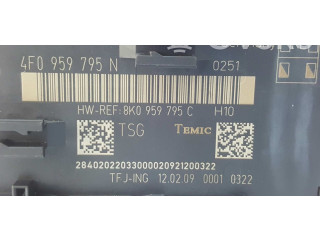 4F0 959 795 N 0251
HW-REF: 8K0 959 795 C H10
TSG TEMIC
28402022033000020921200322
TFJ-ING 12.02.09 0001 0322